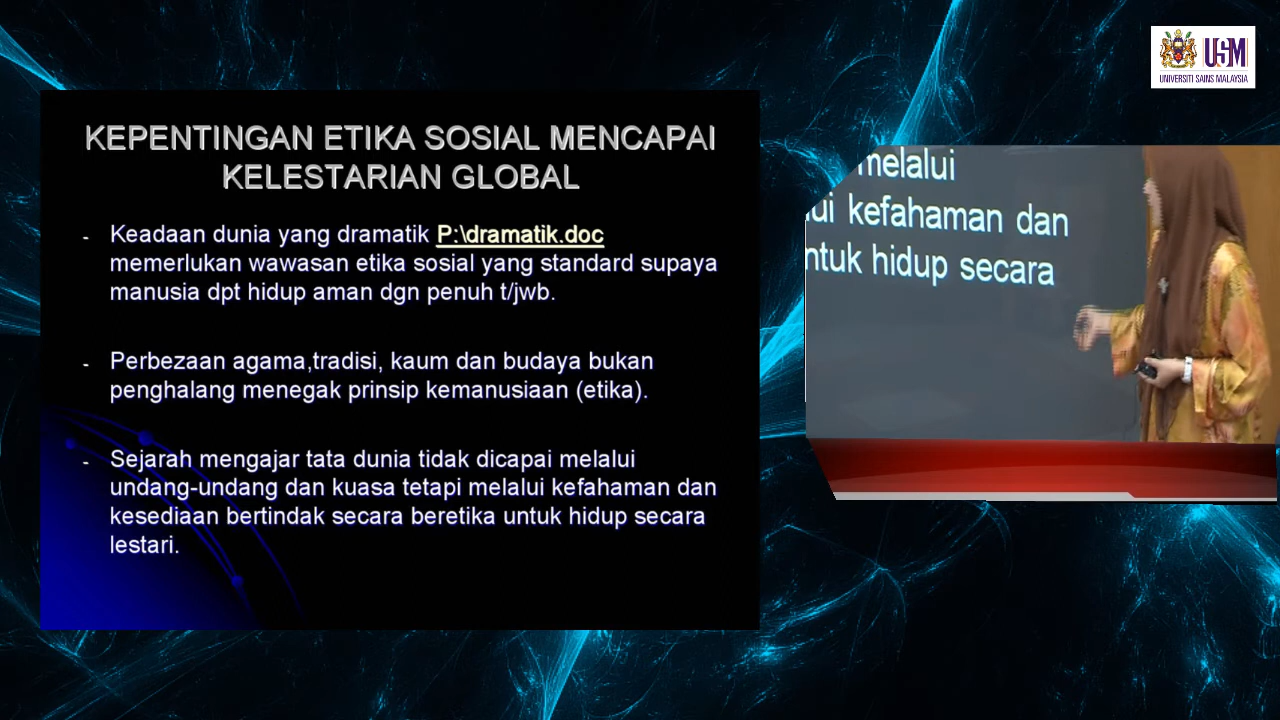 KEPENTINGAN ETIKA SOSIAL MENCAPAI
KELESTARIAN GLOBAL
- Keadaan dunia yang dramatik P:\dramatik.doc
memerlukan wawasan etika sosial yang standard supaya
manusia dpt hidup aman dgn penuh t/jwb.
- Perbezaan agama,tradisi, kaum dan budaya bukan
penghalang menegak prinsip kemanusiaan (etika).
- Sejarah mengajar tata dunia tidak dicapai melalui
undang-undang dan kuasa tetapi melalui kefahaman dan
kesediaan bertindak secara beretika untuk hidup secara
lestari.
USM
UNIVERSITI SAINS MALAYSIA
melalui
lui kefahaman dan
ntuk hidup secara